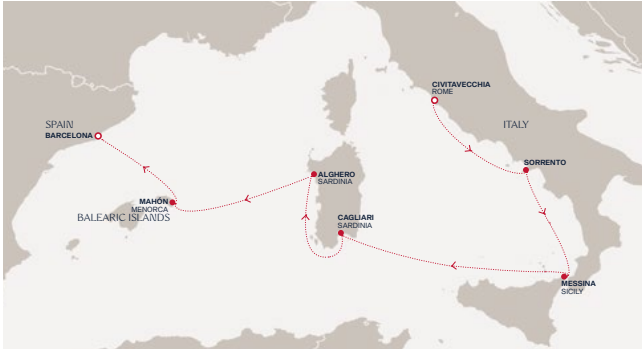 CIVITAVECCHIA
ROME
SPAIN
BARCELONA
ITALY
SORRENTO
ALGHERO
SARDINIA
MAHÓN
MENORCA
BALEARIC ISLANDS
CAGLIARI
SARDINIA
MESSINA
SICILY